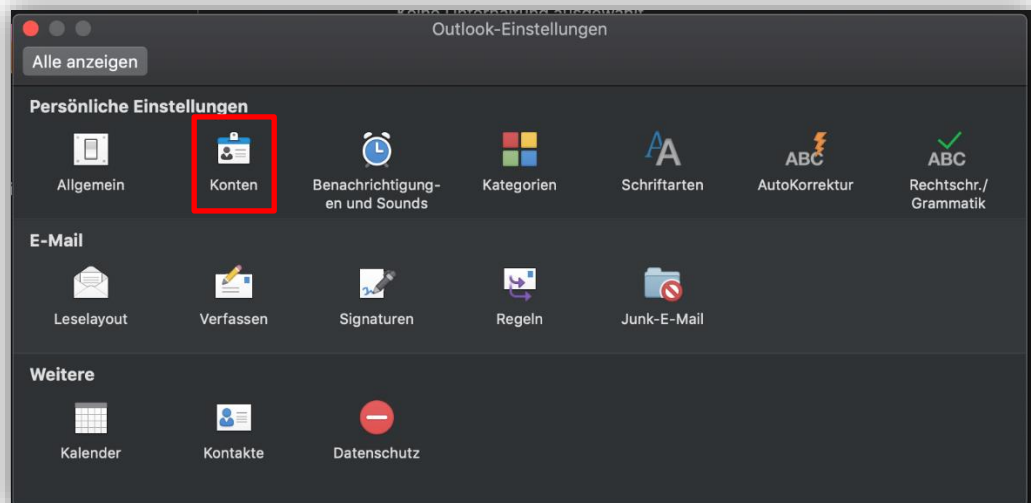 Outlook-Einstellungen
Alle anzeigen
Persönliche Einstellungen
Allgemein
Konten
Benachrichtigung-
en und Sounds
Kategorien
Schriftarten
ABC
AutoKorrektur
ABC
Rechtschr./
Grammatik
E-Mail
Leselayout
Verfassen
Signaturen
Regeln
Junk-E-Mail
Weitere
Kalender
Kontakte
Datenschutz